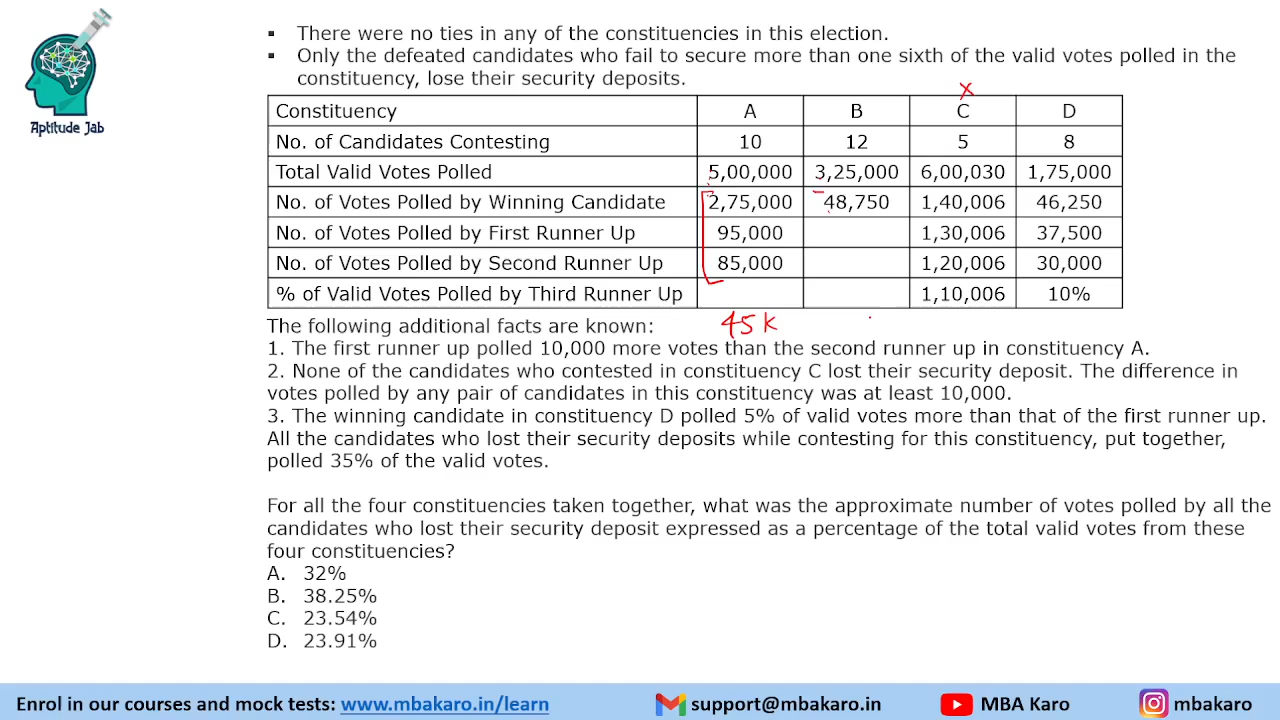 ▪ There were no ties in any of the constituencies in this election.
▪ Only the defeated candidates who fail to secure more than one sixth of the valid votes polled in the
constituency, lose their security deposits.
Aptitude Jab
x
Constituency A B C D
No. of Candidates Contesting 10 12 5 8
Total Valid Votes Polled 5,00,000 3,25,000 6,00,030 1,75,000
No. of Votes Polled by Winning Candidate 2,75,000 48,750 1,40,006 46,250
No. of Votes Polled by First Runner Up 95,000 1,30,006 37,500
No. of Votes Polled by Second Runner Up 85,000 1,20,006 30,000
% of Valid Votes Polled by Third Runner Up 1,10,006 10%
45K
The following additional facts are known:
1. The first runner up polled 10,000 more votes than the second runner up in constituency A.
2. None of the candidates who contested in constituency C lost their security deposit. The difference in
votes polled by any pair of candidates in this constituency was at least 10,000.
3. The winning candidate in constituency D polled 5% of valid votes more than that of the first runner up.
All the candidates who lost their security deposits while contesting for this constituency, put together,
polled 35% of the valid votes.
For all the four constituencies taken together, what was the approximate number of votes polled by all the
candidates who lost their security deposit expressed as a percentage of the total valid votes from these
four constituencies?
A. 32%
B. 38.25%
C. 23.54%
D. 23.91%
Enrol in our courses and mock tests: www.mbakaro.in/learn support@mbakaro.in MBA Karo mbakaro